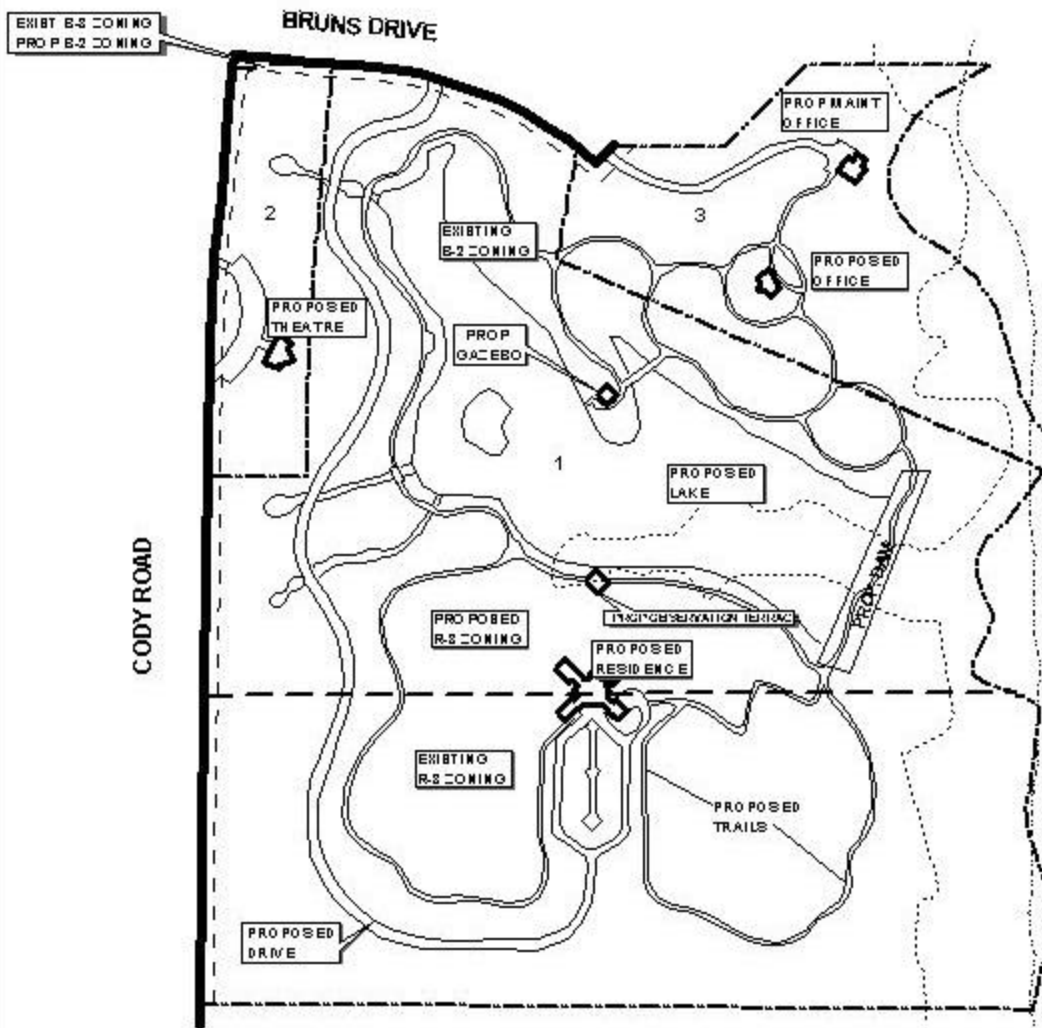 BRUNS DRIVE
EXIST B-3 ZONING
PROP B-2 ZONING
PROP MAINT
OFFICE
2
3
EXISTING
B-2 ZONING
PROPOSED
OFFICE
PROPOSED
THEATRE
PROP
GAZEBO
1
PROPOSED
LAKE
CODY ROAD
PROP DAM
PROP OBSERVATION TERRACE
PROPOSED
R-3 ZONING
PROPOSED
RESIDENCE
EXISTING
R-3 ZONING
PROPOSED
TRAILS
PROPOSED
DRIVE